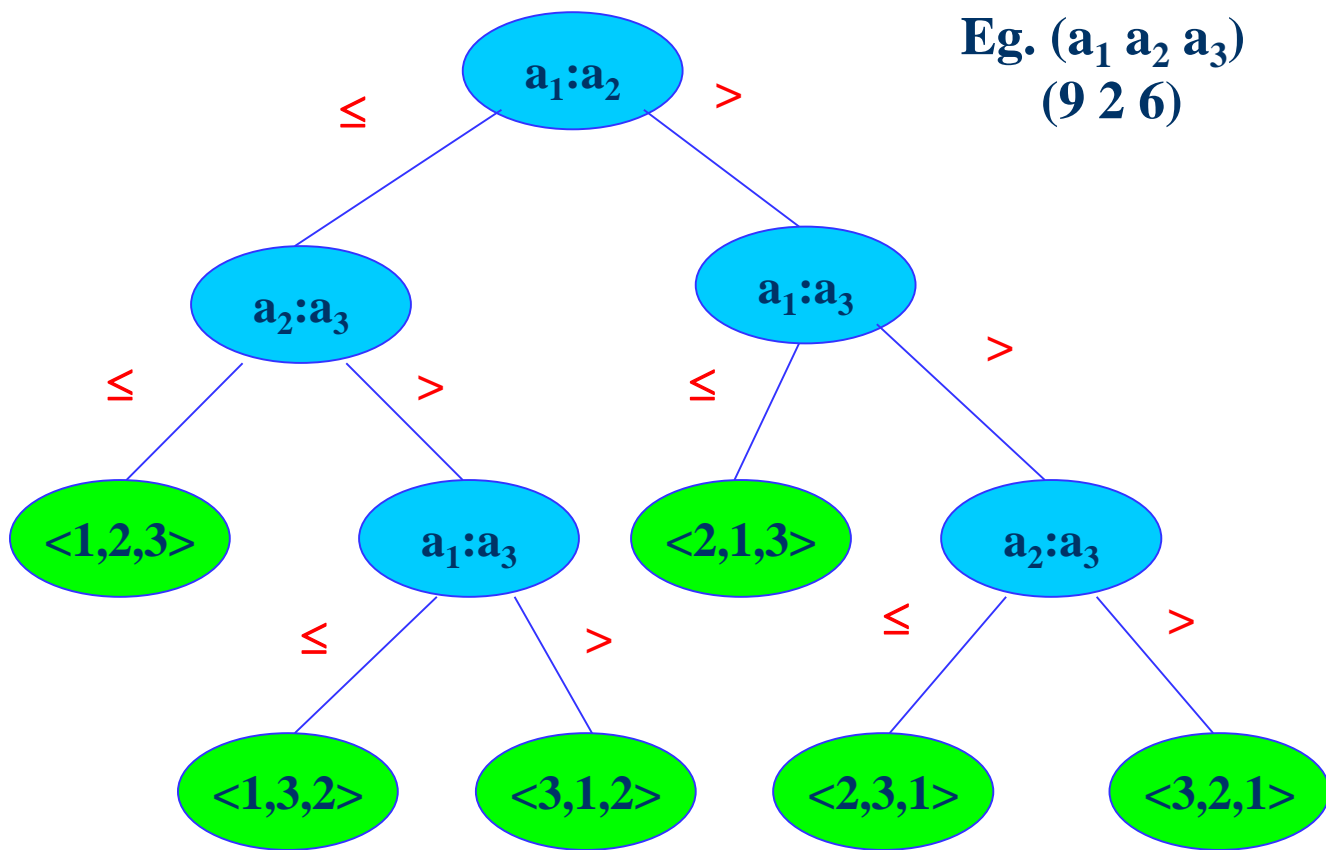 Eg. (a₁ a₂ a₃)
(9 2 6)
a₁:a₂
≤
>
a₂:a₃
a₁:a₃
≤
>
≤
>
<1,2,3>
a₁:a₃
<2,1,3>
a₂:a₃
≤
>
≤
>
<1,3,2>
<3,1,2>
<2,3,1>
<3,2,1>